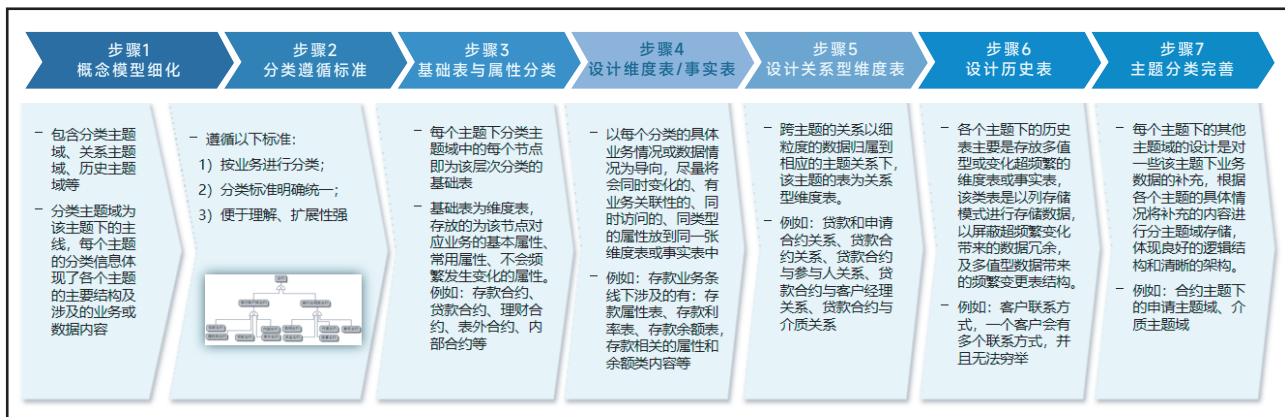 步骤1
概念模型细化
步骤2
分类遵循标准
步骤3
基础表与属性分类
步骤4
设计维度表/事实表
步骤5
设计关系型维度表
步骤6
设计历史表
步骤7
主题分类完善
– 包含分类主题
域、关系主题
域、历史主题
域等
– 分类主题域为
该主题下的主
线，每个主题
的分类信息体
现了各个主题
的主要结构及
涉及的业务或
数据内容
– 遵循以下标准：
1）按业务进行分类；
2）分类标准明确统一；
3）便于理解、扩展性强
– 每个主题下分类主
题域中的每个节点
即为该层次分类的
基础表
– 基础表为维度表，
存放的为该节点对
应业务的基本属性、
常用属性、不会频
繁发生变化的属性。
例如：存款合约、
贷款合约、理财合
约、表外合约、内
部合约等
– 以每个分类的具体
业务情况或数据情
况为导向，尽量将
会同时变化的、有
业务关联性的、同
时访问的、同类型
的属性放到同一张
维度表或事实表中
– 例如：存款业务条
线下涉及的有：存
款属性表、存款利
率表、存款余额表，
存款相关的属性和
余额类内容等
– 跨主题的关系以细
粒度的数据归属到
相应的主题关系下，
该主题的表为关系
型维度表。
– 例如：贷款和申请
合约关系、贷款合
约关系、贷款合约
与参与人关系、贷
款合约与客户经理
关系、贷款合约与
介质关系
– 各个主题下的历史
表主要是存放多值
型或变化超频繁的
维度表或事实表，
该类表是以列存储
模式进行存储数据，
以屏蔽超频繁变化
带来的数据冗余，
及多值型数据带来
的频繁变更表结构。
– 例如：客户联系方
式，一个客户会有
多个联系方式，并
且无法穷举
– 每个主题下的其他
主题域的设计是对
一些该主题下业务
数据的补充，根据
各个主题的具体情
况将补充的内容进
行分主题域存储，
体现良好的逻辑结
构和清晰的架构。
– 例如：合约主题下
的申请主题域、介
质主题域